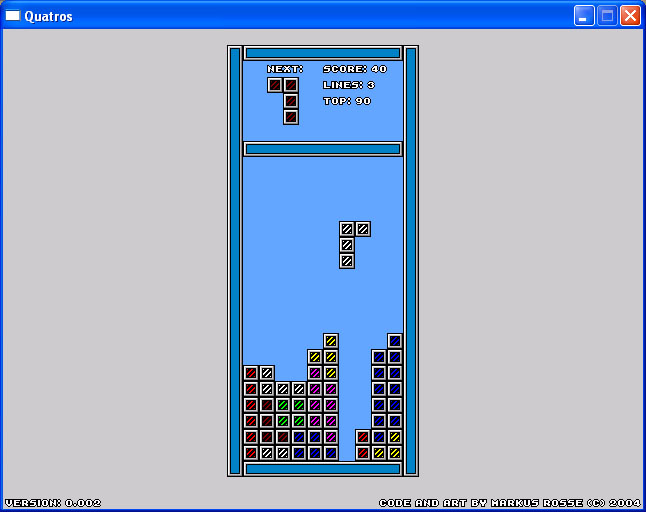 Quatros
NEXT:
SCORE: 40
LINES: 3
TOP: 90
VERSION: 0.002
CODE AND ART BY MARKUS ROSSE (C) 2004